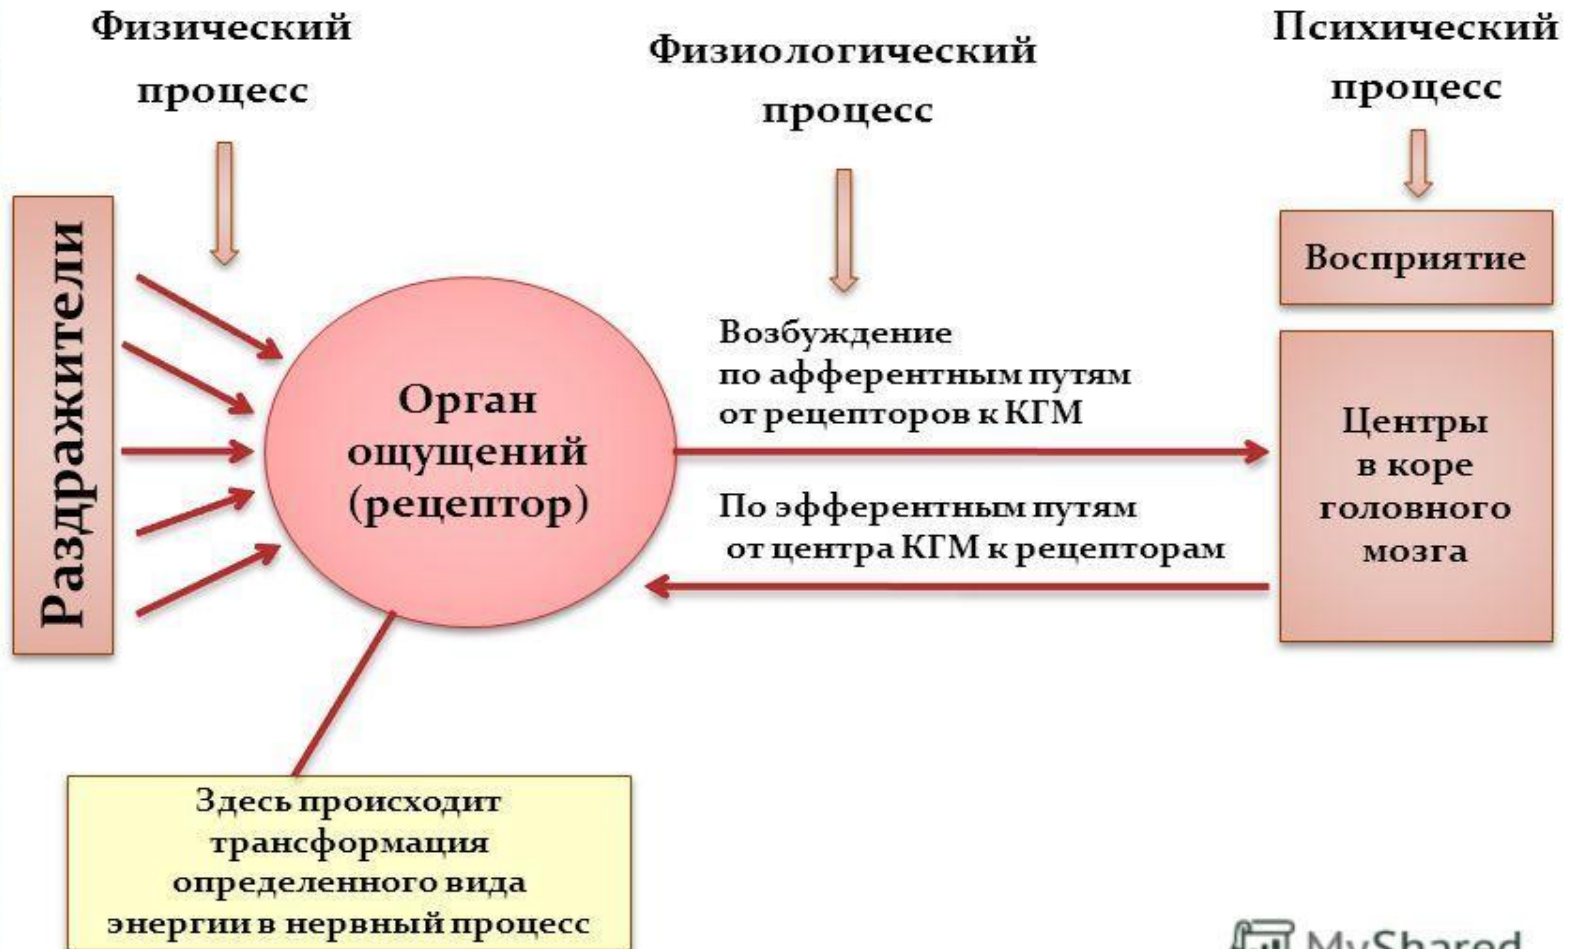 Физический
процесс
Физиологический
процесс
Психический
процесс
Раздражители
Орган
ощущений
(рецептор)
Возбуждение
по афферентным путям
от рецепторов к КГМ
По эфферентным путям
от центра КГМ к рецепторам
Восприятие
Центры
в коре
головного
мозга
Здесь происходит
трансформация
определенного вида
энергии в нервный процесс
MyShared